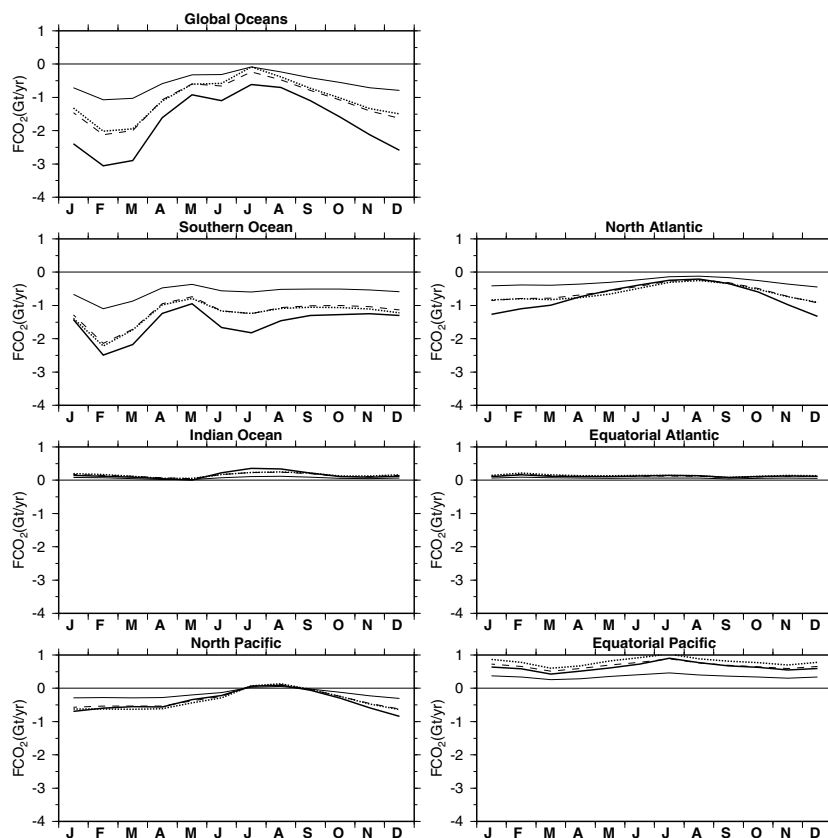 Global Oceans
FCO2(Gt/yr)
1
0
-1
-2
-3
-4
J F M A M J J A S O N D
Southern Ocean
FCO2(Gt/yr)
1
0
-1
-2
-3
-4
J F M A M J J A S O N D
North Atlantic
FCO2(Gt/yr)
1
0
-1
-2
-3
-4
J F M A M J J A S O N D
Indian Ocean
FCO2(Gt/yr)
1
0
-1
-2
-3
-4
J F M A M J J A S O N D
Equatorial Atlantic
FCO2(Gt/yr)
1
0
-1
-2
-3
-4
J F M A M J J A S O N D
North Pacific
FCO2(Gt/yr)
1
0
-1
-2
-3
-4
J F M A M J J A S O N D
Equatorial Pacific
FCO2(Gt/yr)
1
0
-1
-2
-3
-4
J F M A M J J A S O N D